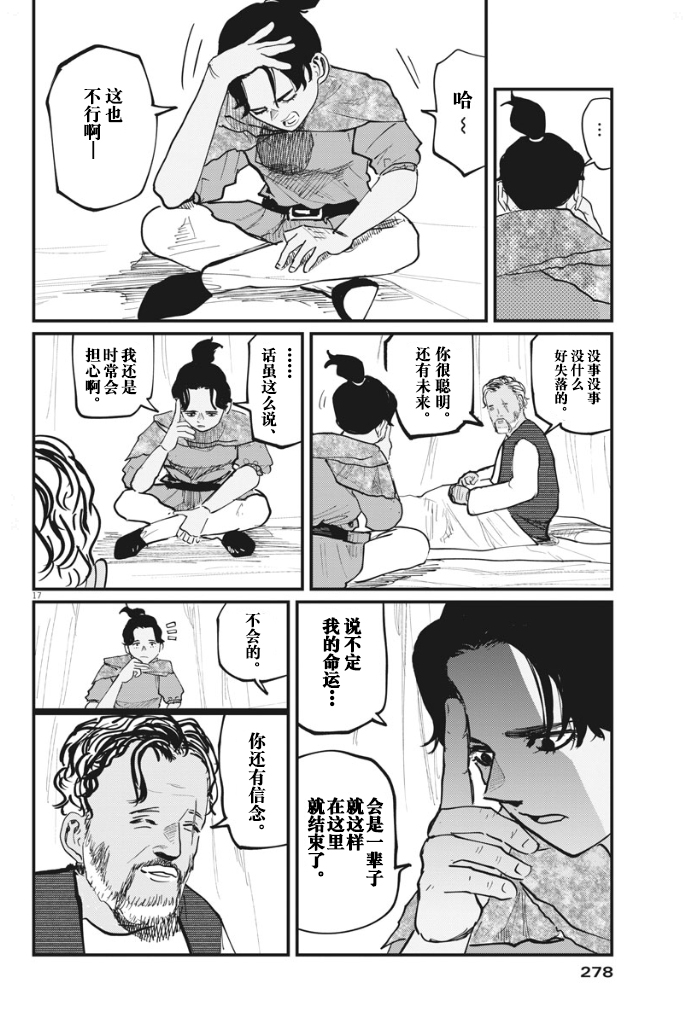 …
哈
～
这也
不行啊—
没事没事
没什么
好失落的。
你很聪明。
还有未来。
……
话虽这么说、
我还是
时常会
担心啊。
17
说不定
我的命运…
会是一辈子
就这样
在这里
就结束了。
不会的。
你还有信念。
278